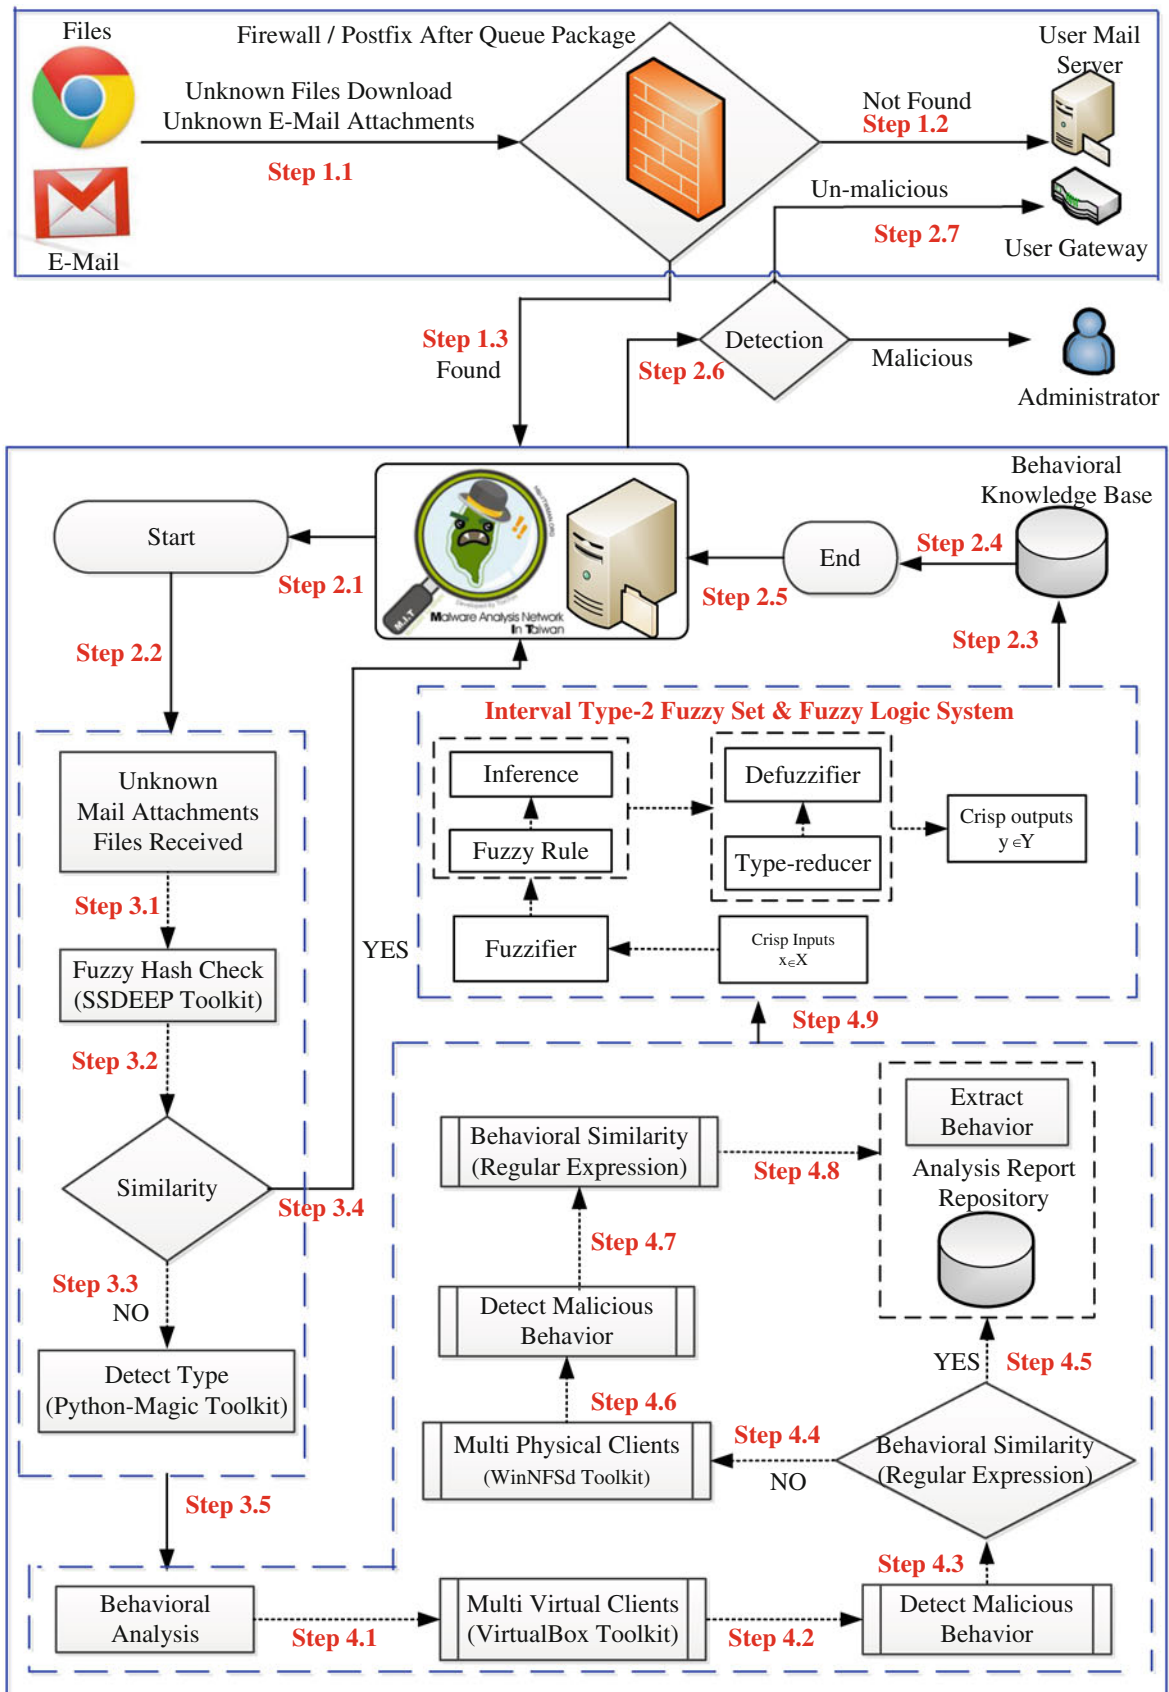 Files
Firewall / Postfix After Queue Package
User Mail
Server
Unknown Files Download
Unknown E-Mail Attachments
Step 1.1
Not Found
Step 1.2
Un-malicious
Step 2.7
E-Mail
User Gateway
Step 1.3
Found
Step 2.6
Detection
Malicious
Administrator
Behavioral
Knowledge Base
Start
Step 2.1
M.I.T
Malware Analysis Network
In Taiwan
Step 2.5
End
Step 2.4
Step 2.2
Step 2.3
Interval Type-2 Fuzzy Set & Fuzzy Logic System
Unknown
Mail Attachments
Files Received
Inference
Fuzzy Rule
Defuzzifier
Type-reducer
Crisp outputs
y∈Y
Step 3.1
YES
Fuzzifier
Crisp Inputs
x∈X
Fuzzy Hash Check
(SSDEEP Toolkit)
Step 4.9
Step 3.2
Similarity
Step 3.4
Behavioral Similarity
(Regular Expression)
Step 4.8
Extract
Behavior
Analysis Report
Repository
Step 4.7
Step 3.3
NO
Detect Malicious
Behavior
Detect Type
(Python-Magic Toolkit)
YES
Step 4.5
Step 4.6
Multi Physical Clients
(WinNFSd Toolkit)
Step 4.4
NO
Behavioral Similarity
(Regular Expression)
Step 3.5
Step 4.3
Behavioral
Analysis
Step 4.1
Multi Virtual Clients
(VirtualBox Toolkit)
Step 4.2
Detect Malicious
Behavior